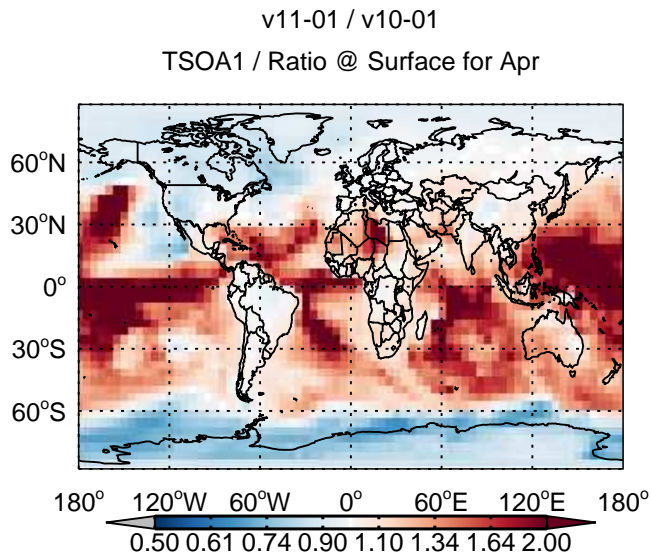 v11-01 / v10-01
TSOA1 / Ratio @ Surface for Apr
60°N
30°N
0°
30°S
60°S
180° 120°W 60°W 0° 60°E 120°E 180°
0.50 0.61 0.74 0.90 1.10 1.34 1.64 2.00